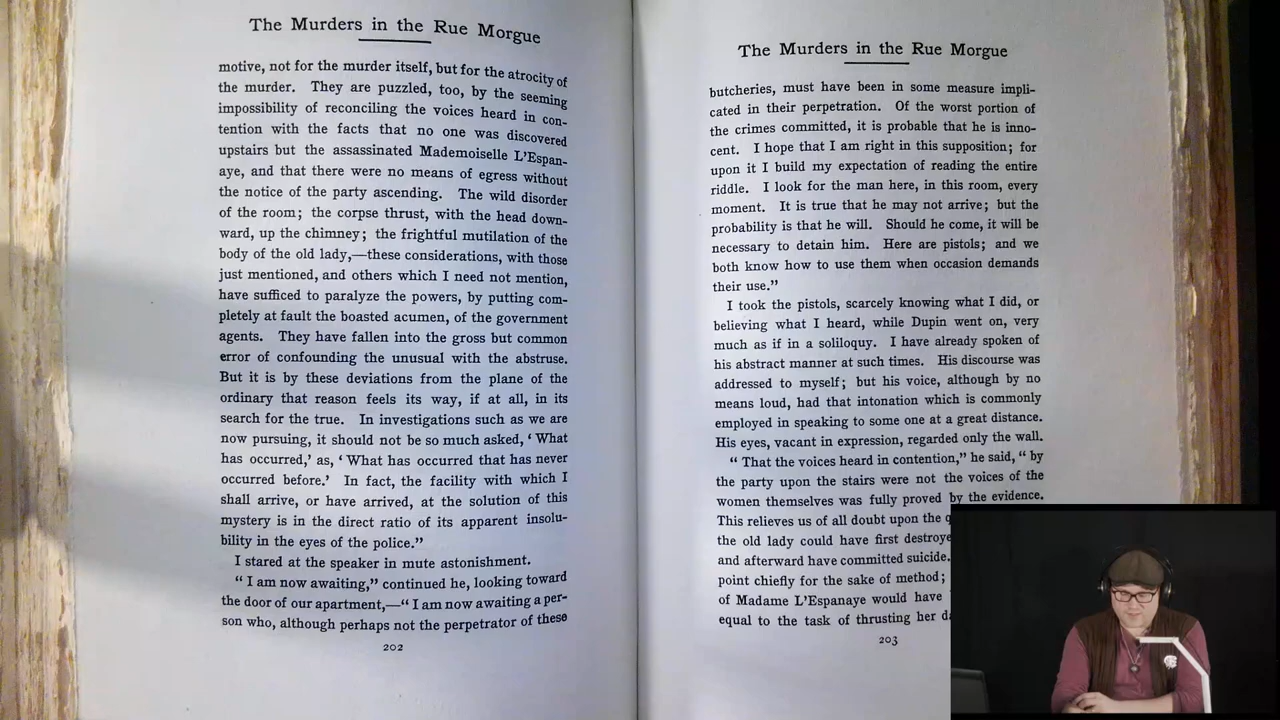 The Murders in the Rue Morgue
motive, not for the murder itself, but for the atrocity of
the murder. They are puzzled, too, by the seeming
impossibility of reconciling the voices heard in con-
tention with the facts that no one was discovered
upstairs but the assassinated Mademoiselle L'Espan-
aye, and that there were no means of egress without
the notice of the party ascending. The wild disorder
of the room; the corpse thrust, with the head down-
ward, up the chimney; the frightful mutilation of the
body of the old lady,—these considerations, with those
just mentioned, and others which I need not mention,
have sufficed to paralyze the powers, by putting com-
pletely at fault the boasted acumen, of the government
agents. They have fallen into the gross but common
error of confounding the unusual with the abstruse.
But it is by these deviations from the plane of the
ordinary that reason feels its way, if at all, in its
search for the true. In investigations such as we are
now pursuing, it should not be so much asked, ‘ What
has occurred,’ as, ‘ What has occurred that has never
occurred before.’ In fact, the facility with which I
shall arrive, or have arrived, at the solution of this
mystery is in the direct ratio of its apparent insolu-
bility in the eyes of the police.”
I stared at the speaker in mute astonishment.
“ I am now awaiting,” continued he, looking toward
the door of our apartment,—“ I am now awaiting a per-
son who, although perhaps not the perpetrator of these
202
The Murders in the Rue Morgue
butcheries, must have been in some measure impli-
cated in their perpetration. Of the worst portion of
the crimes committed, it is probable that he is inno-
cent. I hope that I am right in this supposition; for
upon it I build my expectation of reading the entire
riddle. I look for the man here, in this room, every
moment. It is true that he may not arrive; but the
probability is that he will. Should he come, it will be
necessary to detain him. Here are pistols; and we
both know how to use them when occasion demands
their use.”
I took the pistols, scarcely knowing what I did, or
believing what I heard, while Dupin went on, very
much as if in a soliloquy. I have already spoken of
his abstract manner at such times. His discourse was
addressed to myself; but his voice, although by no
means loud, had that intonation which is commonly
employed in speaking to some one at a great distance.
His eyes, vacant in expression, regarded only the wall.
“ That the voices heard in contention,” he said, “ by
the party upon the stairs were not the voices of the
women themselves was fully proved by the evidence.
This relieves us of all doubt upon the
the old lady could have first
and afterward have committed suicide.
point chiefly for the sake of method;
of Madame L'Espanaye would have
equal to the task of thrusting her
203